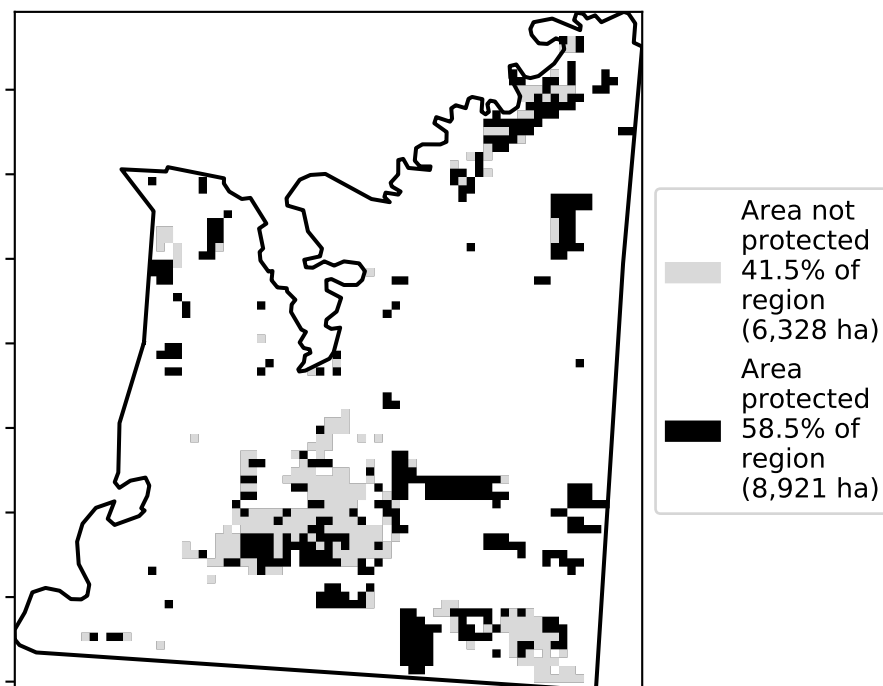 Area not
protected
41.5% of
region
(6,328 ha)
Area
protected
58.5% of
region
(8,921 ha)